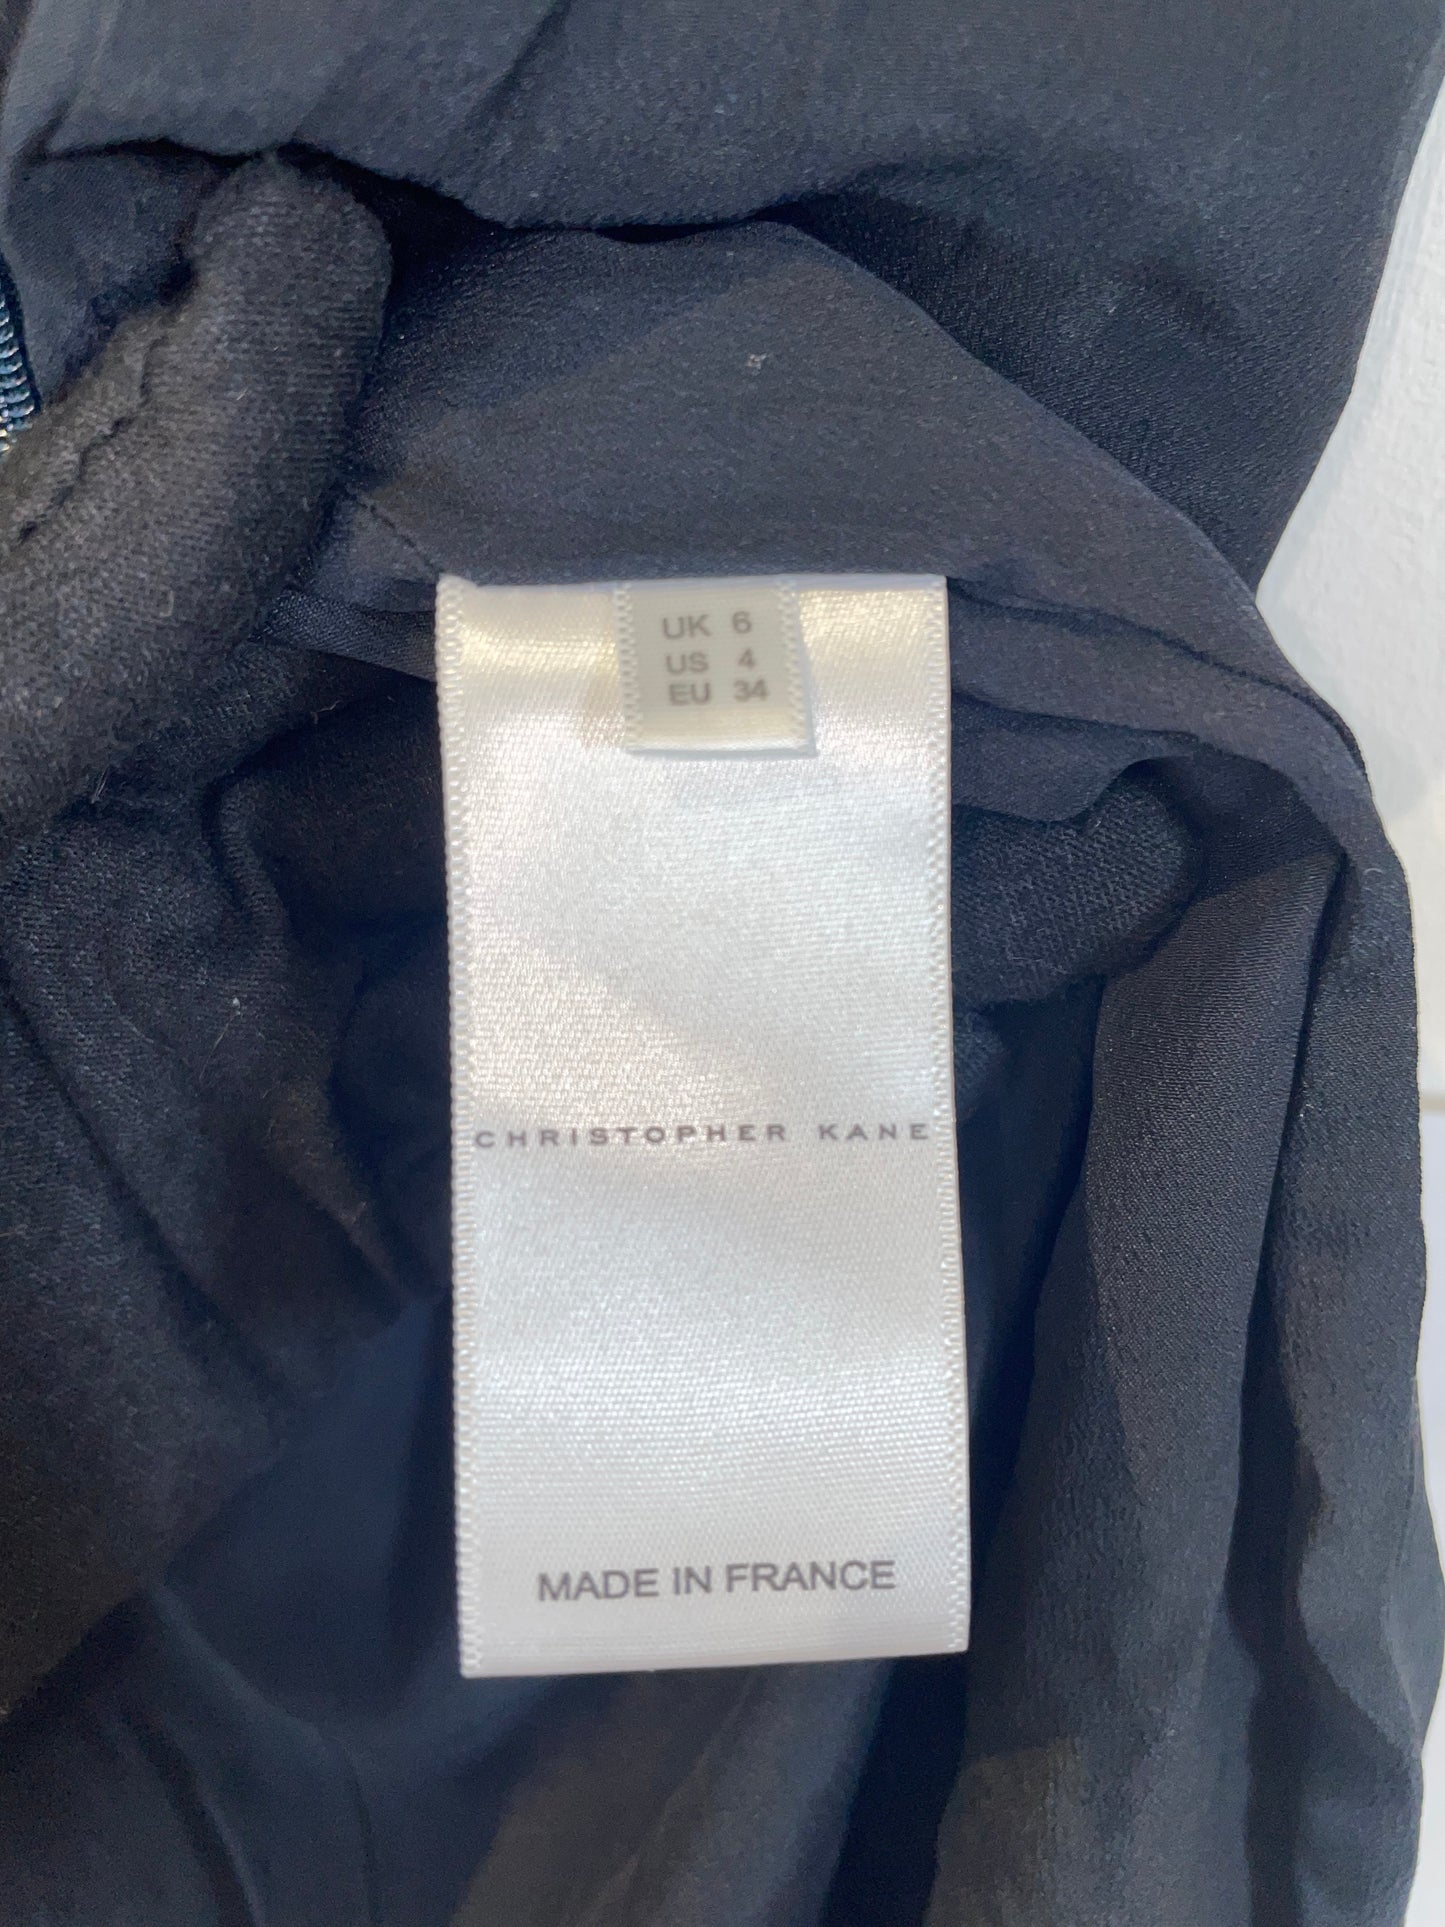 UK 6
US 4
EU 34
CHRISTOPHER KANE
MADE IN FRANCE